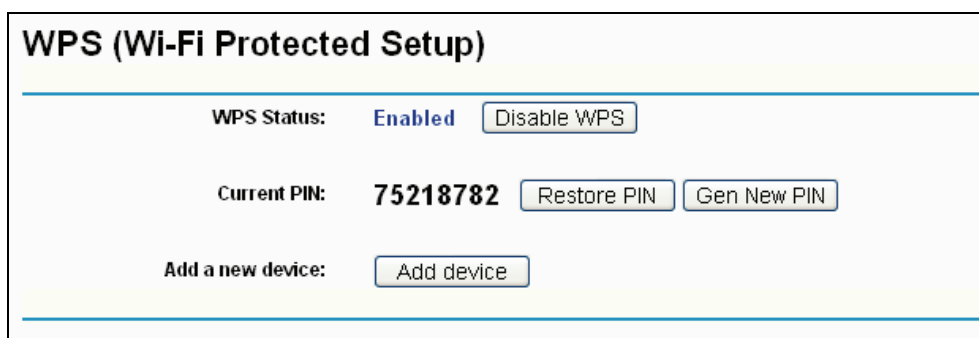 WPS (Wi-Fi Protected Setup)
WPS Status: Enabled Disable WPS
Current PIN: 75218782 Restore PIN Gen New PIN
Add a new device: Add device